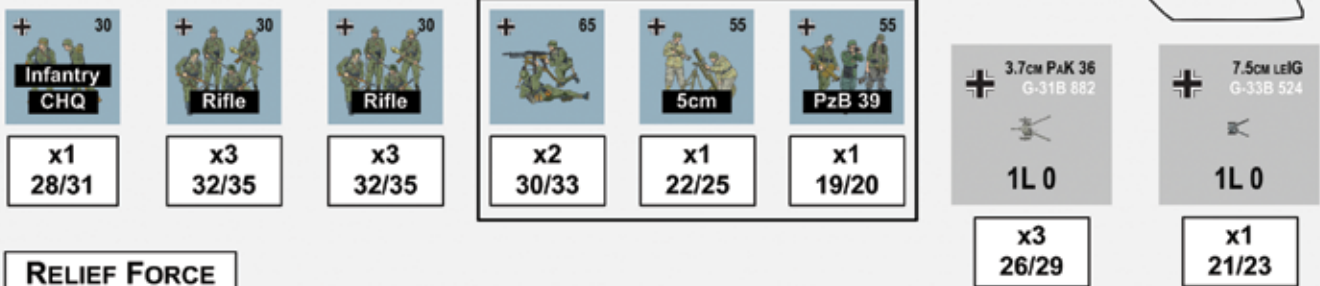 30
Infantry
CHQ
x1
28/31
30
Rifle
x3
32/35
30
Rifle
x3
32/35
65
x2
30/33
55
5cm
x1
22/25
55
PzB 39
x1
19/20
3.7CM PAK 36
G-31B 882
1L 0
x3
26/29
7.5CM LEIG
G-33B 524
1L 0
x1
21/23
RELIEF FORCE